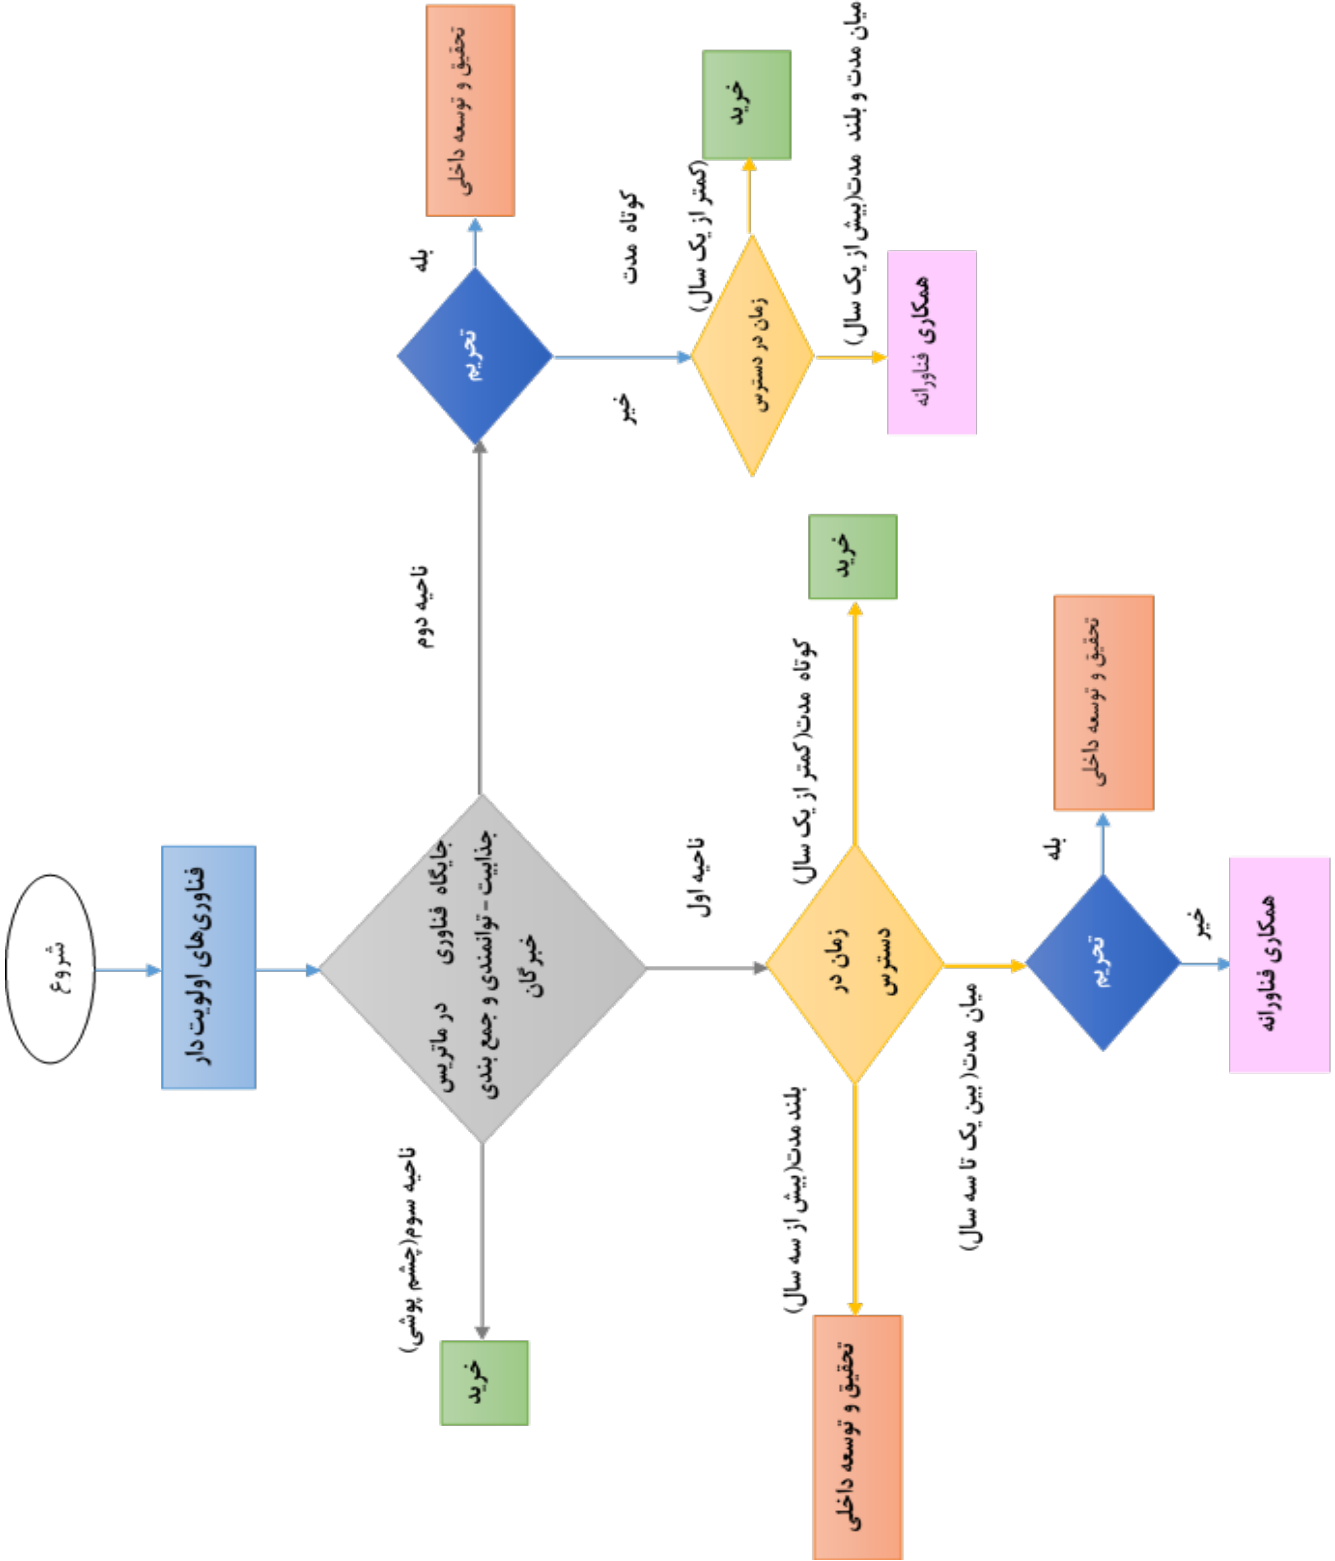 شروع
فناوری‌های اولویت‌دار
جایگاه فناوری در ماتریس
جذابیت - توانمندی و جمع بندی
خبرگان
ناحیه دوم
تحریم
بله
تحقیق و توسعه داخلی
خیر
زمان در دسترس
کوتاه مدت
(کمتر از یک سال)
خرید
میان مدت و بلند مدت(بیش از یک سال)
همکاری فناورانه
ناحیه سوم(چشم پوشی)
خرید
ناحیه اول
زمان در
دسترس
کوتاه مدت(کمتر از یک سال)
خرید
بلند مدت(بیش از سه سال)
تحقیق و توسعه داخلی
میان مدت( بین یک تا سه سال)
تحریم
بله
تحقیق و توسعه داخلی
خیر
همکاری فناورانه